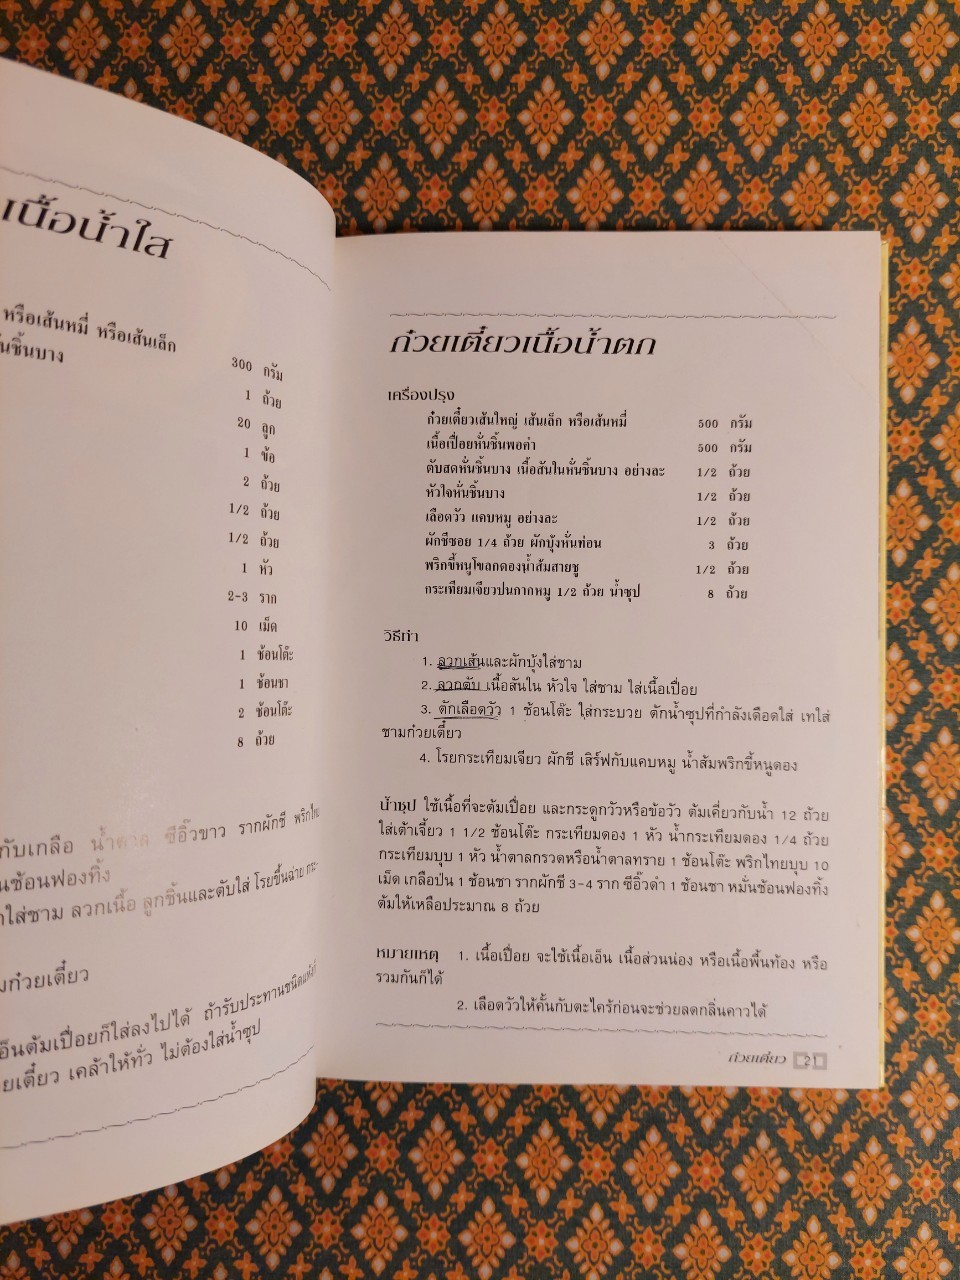 เนื้อน้ำใส
หรือเส้นหมี่ หรือเส้นเล็ก
300 กรัม
1 ถ้วย
20 ลูก
1 ข้อ
2 ถ้วย
1/2 ถ้วย
1/2 ถ้วย
1 หัว
2-3 ราก
10 เม็ด
1 ช้อนโต๊ะ
1 ช้อนชา
2 ช้อนโต๊ะ
8 ถ้วย
กับเกลือ น้ำตาล ซีอิ๊วขาว รากผักชี พริกไทย
ช้อนฟองทิ้ง
ใส่ชาม ลวกเนื้อ ลูกชิ้นและตับใส่ โรยขึ้นฉ่าย กระ
ก๋วยเตี๋ยว
เอ็นต้มเปื่อยก็ใส่ลงไปได้ ถ้ารับประทานชนิดแห้งก็
ยเตี๋ยว เคล้าให้ทั่ว ไม่ต้องใส่น้ำซุป
ก๋วยเตี๋ยวเนื้อน้ำตก
เครื่องปรุง
ก๋วยเตี๋ยวเส้นใหญ่ เส้นเล็ก หรือเส้นหมี่ 500 กรัม
เนื้อเปื่อยหั่นชิ้นพอคำ 500 กรัม
ตับสดหั่นชิ้นบาง เนื้อสันในหั่นชิ้นบาง อย่างละ 1/2 ถ้วย
หัวใจหั่นชิ้นบาง 1/2 ถ้วย
เลือดวัว แคบหมู อย่างละ 1/2 ถ้วย
ผักชีซอย 1/4 ถ้วย ผักบุ้งหั่นท่อน 3 ถ้วย
พริกขี้หนูโขลกดองน้ำส้มสายชู 1/2 ถ้วย
กระเทียมเจียวปนกากหมู 1/2 ถ้วย น้ำซุป 8 ถ้วย
วิธีทำ
1. ลวกเส้นและผักบุ้งใส่ชาม
2. ลวกตับ เนื้อสันใน หัวใจ ใส่ชาม ใส่เนื้อเปื่อย
3. ตักเลือดวัว 1 ช้อนโต๊ะ ใส่กระบวย ตักน้ำซุปที่กำลังเดือดใส่ เทใส่
ชามก๋วยเตี๋ยว
4. โรยกระเทียมเจียว ผักชี เสิร์ฟกับแคบหมู น้ำส้มพริกขี้หนูดอง
น้ำซุป ใช้เนื้อที่จะต้มเปื่อย และกระดูกวัวหรือข้อวัว ต้มเคี่ยวกับน้ำ 12 ถ้วย
ใส่เต้าเจี้ยว 1 1/2 ช้อนโต๊ะ กระเทียมดอง 1 หัว น้ำกระเทียมดอง 1/4 ถ้วย
กระเทียมบุบ 1 หัว น้ำตาลกรวดหรือน้ำตาลทราย 1 ช้อนโต๊ะ พริกไทยบุบ 10
เม็ด เกลือป่น 1 ช้อนชา รากผักชี 3-4 ราก ซีอิ๊วดำ 1 ช้อนชา หมั่นช้อนฟองทิ้ง
ต้มให้เหลือประมาณ 8 ถ้วย
หมายเหตุ 1. เนื้อเปื่อย จะใช้เนื้อเอ็น เนื้อส่วนน่อง หรือเนื้อพื้นท้อง หรือ
รวมกันก็ได้
2. เลือดวัวให้คั้นกับตะไคร้ก่อนจะช่วยลดกลิ่นคาวได้
ก๋วยเตี๋ยว 21